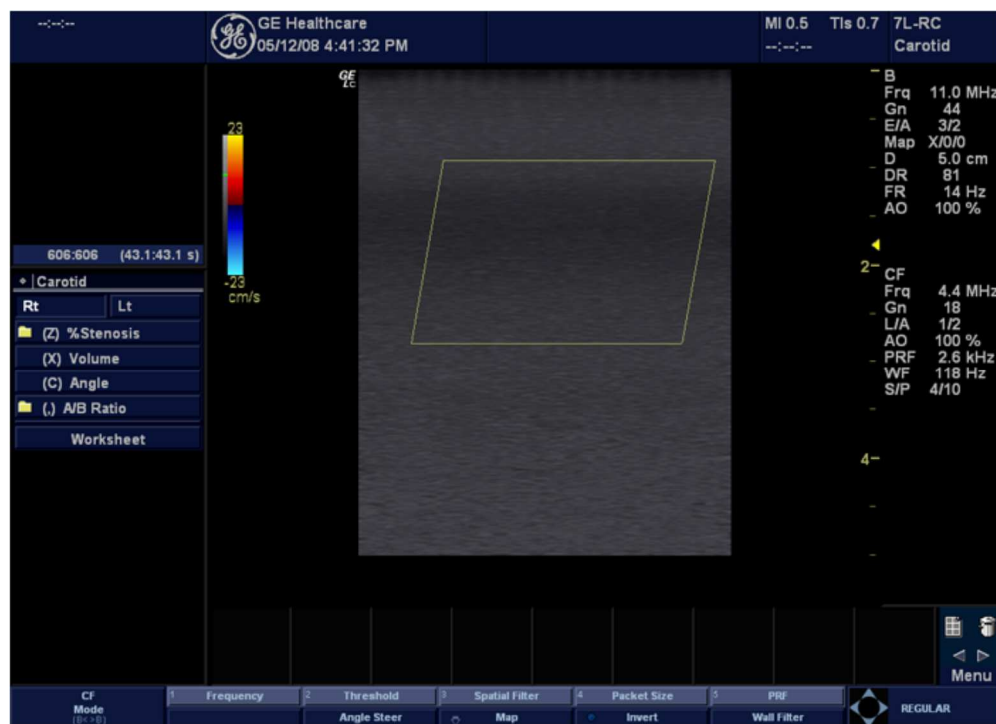 --:--:--
GE Healthcare
05/12/08 4:41:32 PM
MI 0.5 TIs 0.7
--:--:--
7L-RC
Carotid
GE
LC
23
-23
cm/s
606:606 (43.1:43.1 s)
Carotid
Rt Lt
(Z) %Stenosis
(X) Volume
(C) Angle
(.) A/B Ratio
Worksheet
2
4
B
Frq 11.0 MHz
Gn 44
E/A 3/2
Map X/0/0
D 5.0 cm
DR 81
FR 14 Hz
AO 100 %
CF
Frq 4.4 MHz
Gn 18
L/A 1/2
AO 100 %
PRF 2.6 kHz
WF 118 Hz
S/P 4/10
Menu
CF
Mode
(B<>B)
1 Frequency 2 Threshold 3 Spatial Filter 4 Packet Size 5 PRF
Angle Steer Map Invert Wall Filter
REGULAR